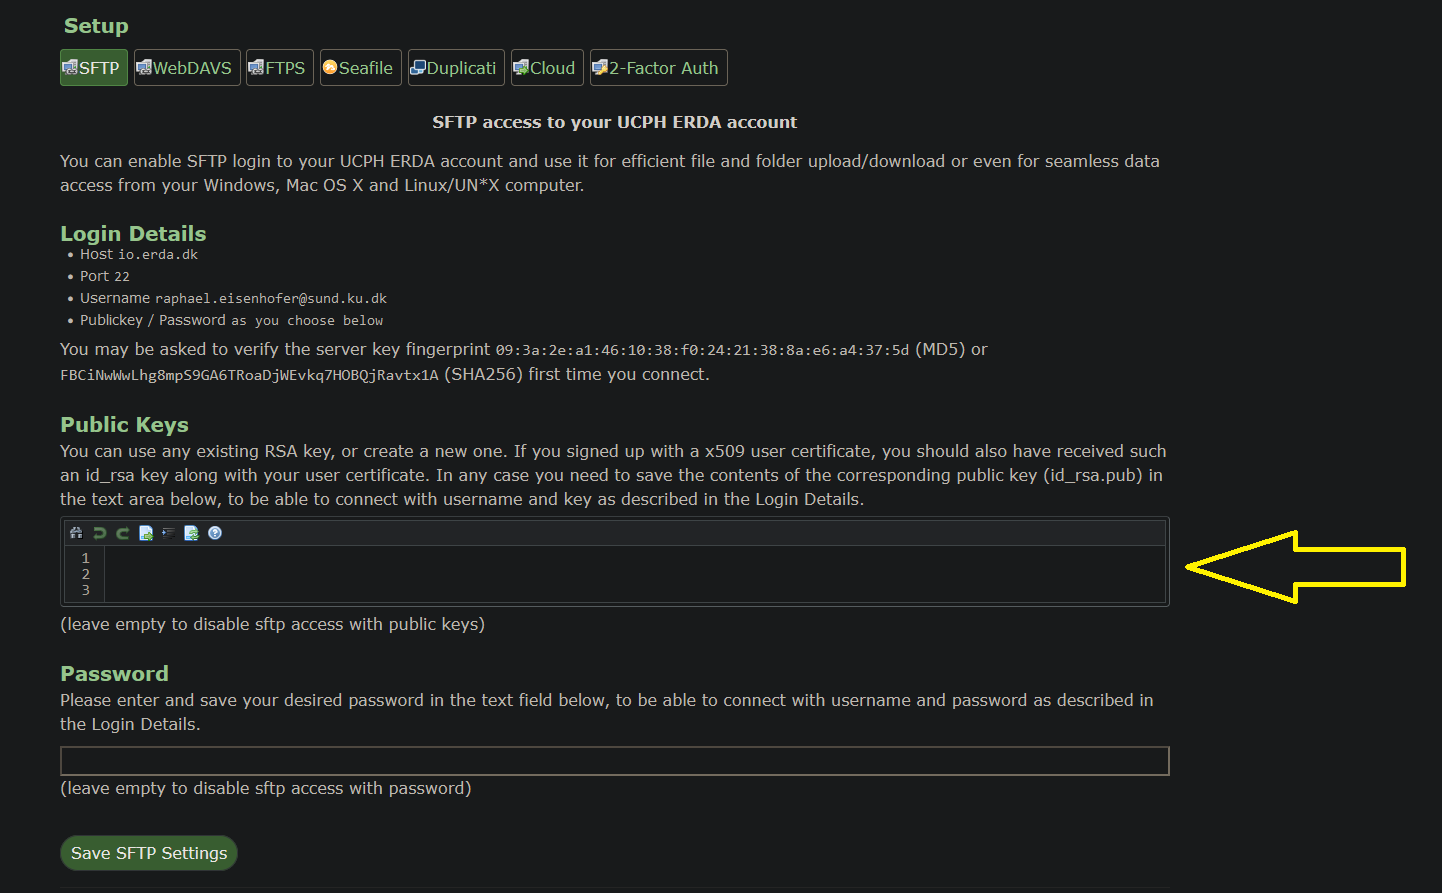 Setup
SFTP WebDAVS FTPS Seafile Duplicati Cloud 2-Factor Auth
SFTP access to your UCPH ERDA account
You can enable SFTP login to your UCPH ERDA account and use it for efficient file and folder upload/download or even for seamless data
access from your Windows, Mac OS X and Linux/UN*X computer.
Login Details
• Host io.erda.dk
• Port 22
• Username raphael.eisenhofer@sund.ku.dk
• Publickey / Password as you choose below
You may be asked to verify the server key fingerprint 09:3a:2e:a1:46:10:38:f0:24:21:38:8a:e6:a4:37:5d (MD5) or
FBCiNwWwLhg8mpS9GA6TRoaDjWEvkq7HOBQjRavtx1A (SHA256) first time you connect.
Public Keys
You can use any existing RSA key, or create a new one. If you signed up with a x509 user certificate, you should also have received such
an id_rsa key along with your user certificate. In any case you need to save the contents of the corresponding public key (id_rsa.pub) in
the text area below, to be able to connect with username and key as described in the Login Details.
1
2
3
(leave empty to disable sftp access with public keys)
Password
Please enter and save your desired password in the text field below, to be able to connect with username and password as described in
the Login Details.
(leave empty to disable sftp access with password)
Save SFTP Settings